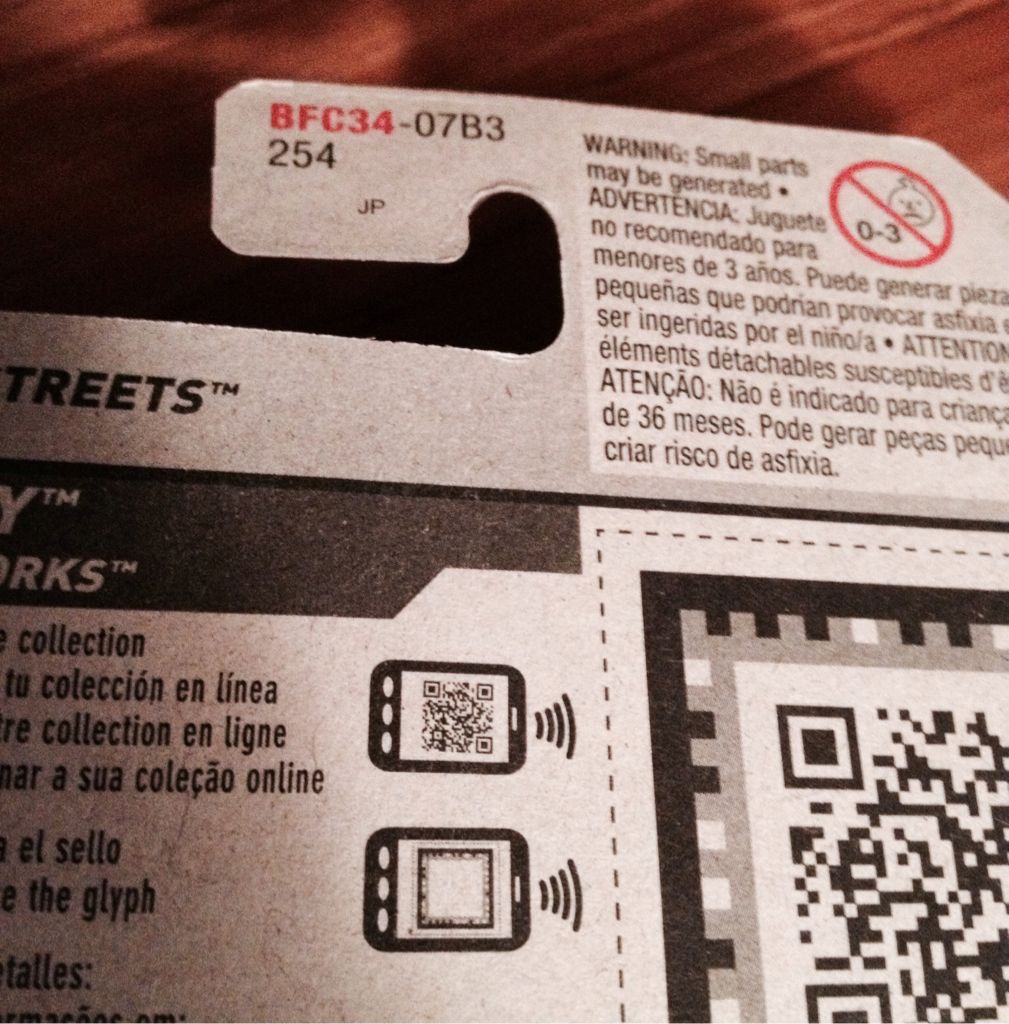 BFC34-07B3
254
JP
WARNING: Small parts
may be generated •
ADVERTENCIA: Juguete
no recomendado para
menores de 3 años. Puede generar pieza
pequeñas que podrían provocar asfixia
ser ingeridas por el niño/a • ATTENTION
éléments détachables susceptibles d'ê
ATENÇÃO: Não é indicado para criança
de 36 meses. Pode gerar peças peque
criar risco de asfixia.
0-3
TREETS™
Y™
ORKS™
e collection
tu colección en línea
tre collection en ligne
nar a sua coleção online
a el sello
e the glyph
etalles:
rmações em: